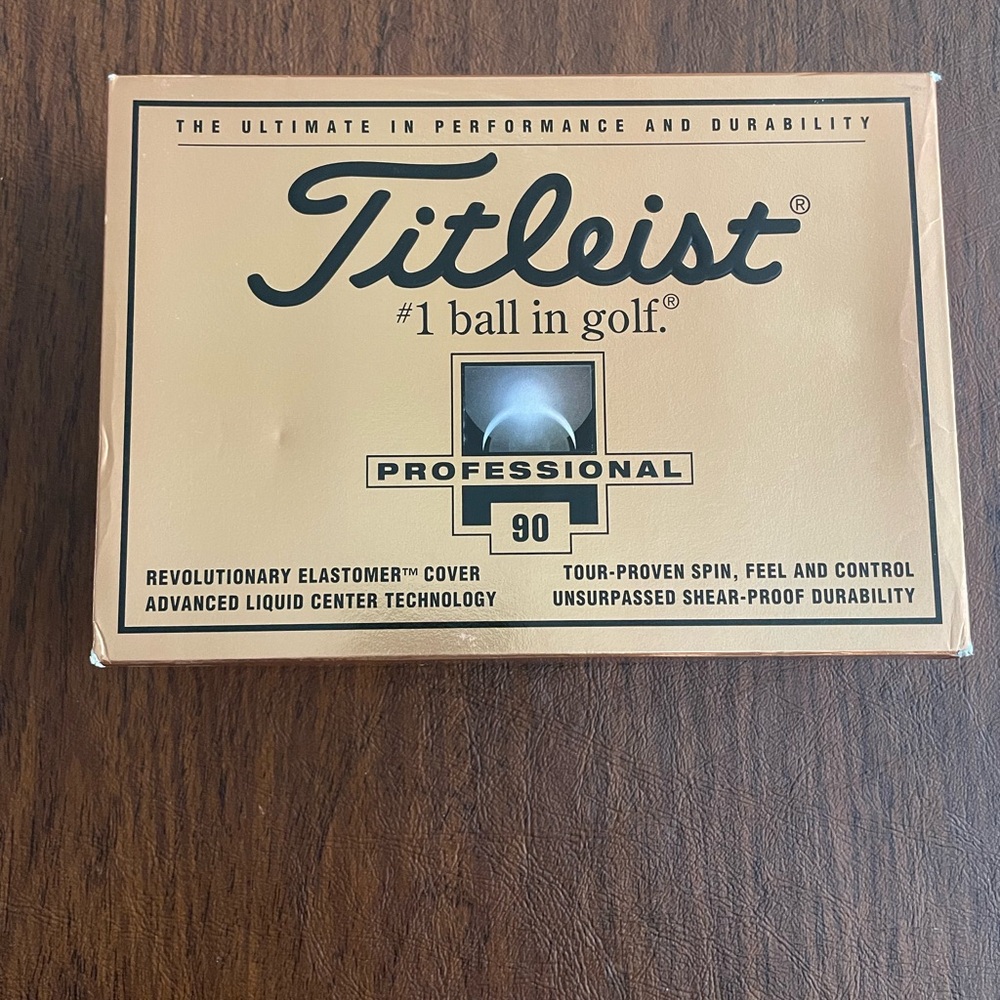 THE ULTIMATE IN PERFORMANCE AND DURABILITY
Titleist®
#1 ball in golf.®
PROFESSIONAL
90
REVOLUTIONARY ELASTOMER™ COVER
ADVANCED LIQUID CENTER TECHNOLOGY
TOUR-PROVEN SPIN, FEEL AND CONTROL
UNSURPASSED SHEAR-PROOF DURABILITY